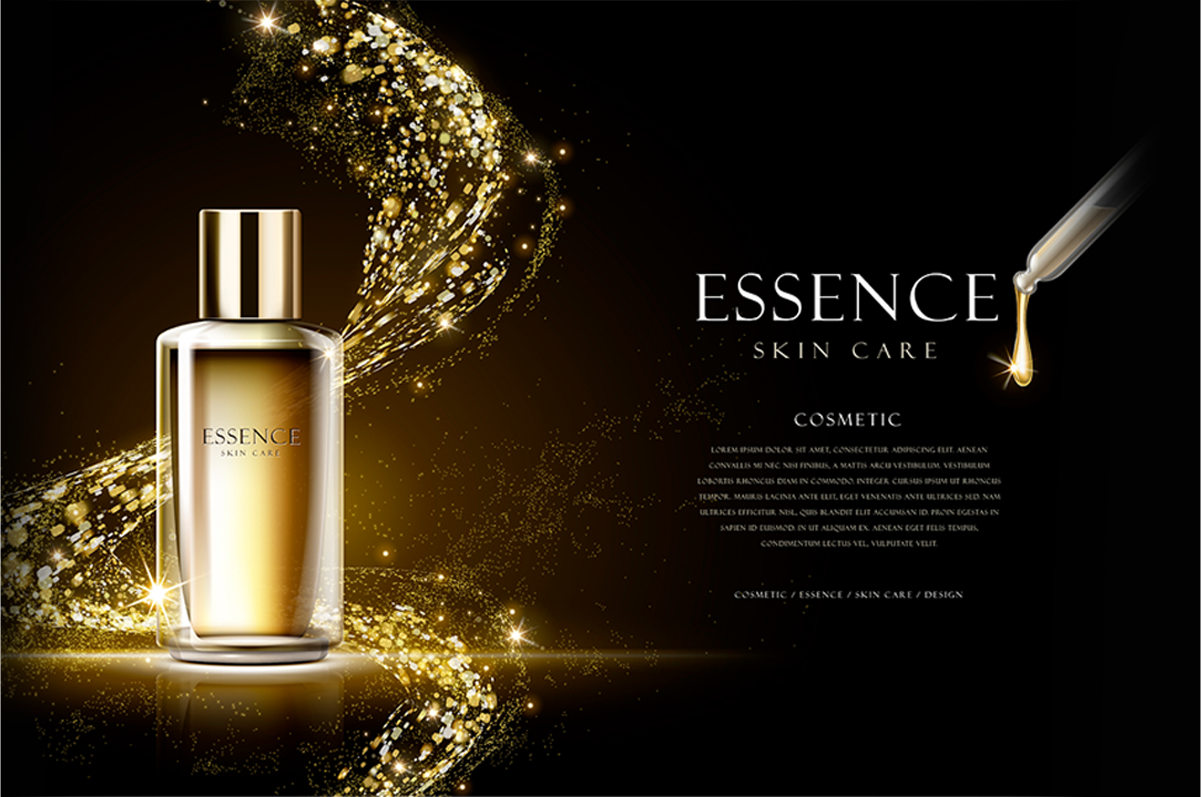 ESSENCE
SKIN CARE
COSMETIC
LOREM IPSUM DOLOR SIT AMET, CONSECTETUR ADIPISCING ELIT. AENEAN
CONVALLIS MI NEC NISI FINIBUS, A MATTIS ARCU VESTIBULUM. VESTIBULUM
LOBORTIS RHONCUS DIAM IN COMMODO. INTEGER CURSUS IPSUM UT RHONCUS
TEMPOR. MAURIS LACINIA ANTE ELIT, EGET VENENATIS ANTE ULTRICES SED. NAM
ULTRICES EFFICITUR NISL, QUIS BLANDIT ELIT ACCUMSAN ID. PROIN EGESTAS IN
SAPIEN ID EUISMOD. IN UT ALIQUAM EX. AENEAN EGET FELIS TEMPUS,
CONDIMENTUM LECTUS VEL, VULPUTATE VELIT.
COSMETIC / ESSENCE / SKIN CARE / DESIGN
ESSENCE
SKIN CARE